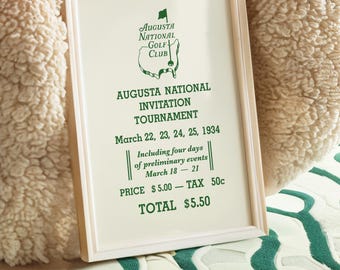 AUGUSTA
NATIONAL
GOLF
CLUB
AUGUSTA NATIONAL
INVITATION
TOURNAMENT
March 22, 23, 24, 25, 1934
Including four days
of preliminary events
March 18 — 21
PRICE $5.00 — TAX 50c
TOTAL $5.50